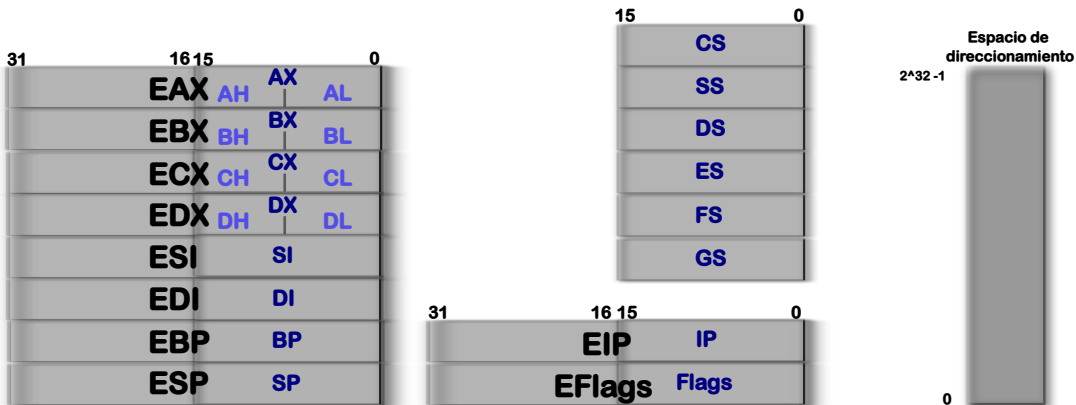 31 16 15 0
EAX AH AX AL
EBX BH BX BL
ECX CH CX CL
EDX DH DX DL
ESI SI
EDI DI
EBP BP
ESP SP
15 0
CS
SS
DS
ES
FS
GS
31 16 15 0
EIP IP
EFlags Flags
Espacio de
direccionamiento
2^32 -1
0